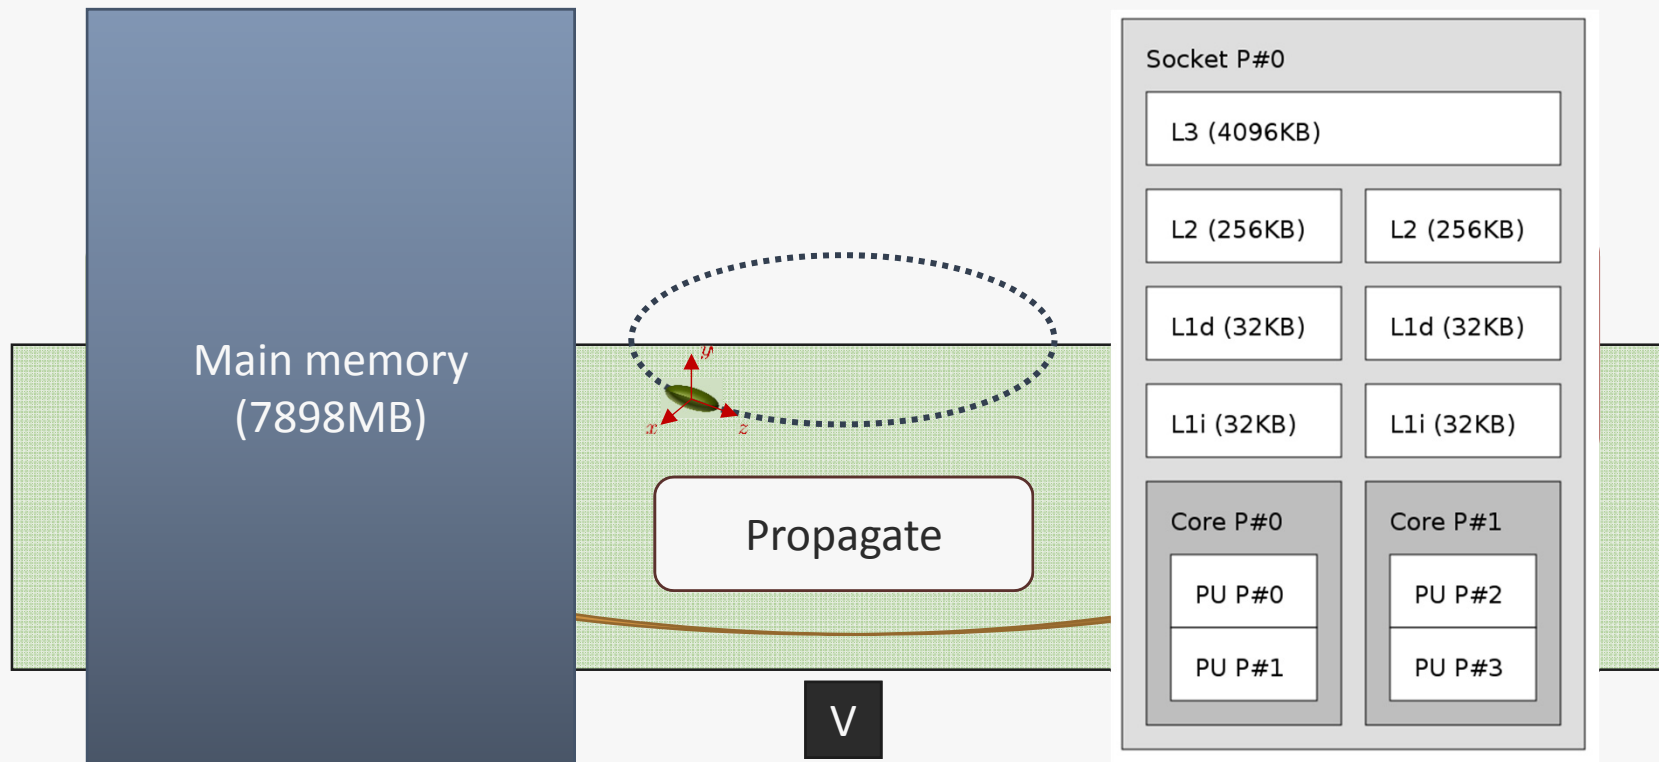 Main memory
(7898MB)
y
x
z
Propagate
V
Socket P#0
L3 (4096KB)
L2 (256KB)
L2 (256KB)
L1d (32KB)
L1d (32KB)
L1i (32KB)
L1i (32KB)
Core P#0
Core P#1
PU P#0
PU P#2
PU P#1
PU P#3